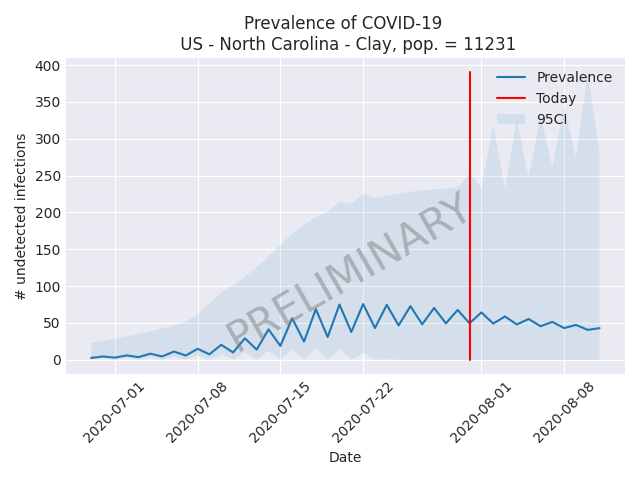 Prevalence of COVID-19
US - North Carolina - Clay, pop. = 11231
400
350
300
250
200
150
100
50
0
# undetected infections
Prevalence
Today
95CI
PRELIMINARY
2020-07-01
2020-07-08
2020-07-15
2020-07-22
2020-08-01
2020-08-08
Date